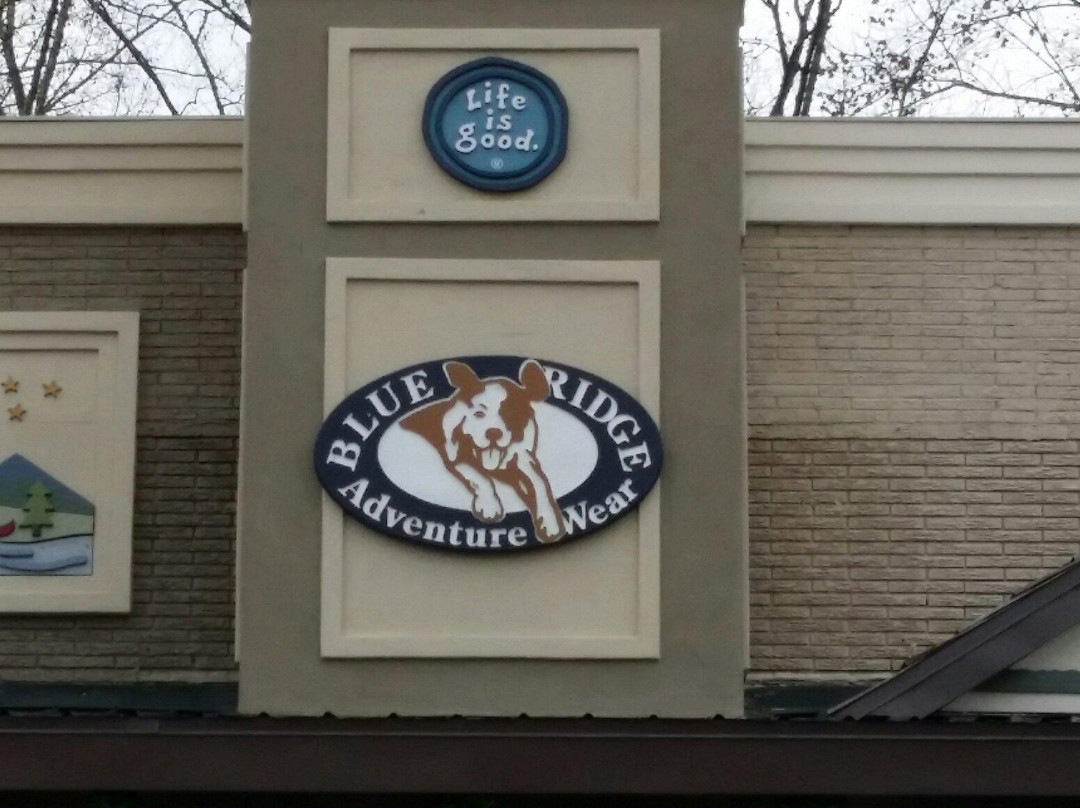 Life
is
good.
®
BLUE RIDGE
Adventure Wear